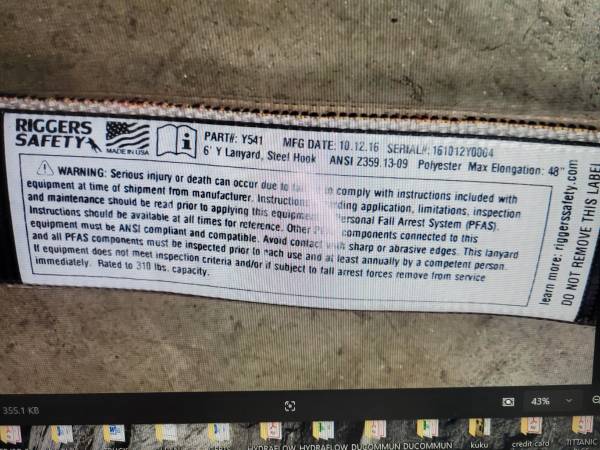 RIGGERS
SAFETY
MADE IN USA
PART#: Y541 MFG DATE: 10.12.16 SERIAL#: 161012Y0004
6' Y Lanyard, Steel Hook ANSI Z359.13-09 Polyester Max Elongation: 48"
WARNING: Serious injury or death can occur due to to comply with instructions included with
equipment at time of shipment from manufacturer. application, limitations, inspection
and maintenance should be read prior to applying this Personal Fall Arrest System (PFAS).
Instructions should be available at all times for reference. Other components connected to this
equipment must be ANSI compliant and compatible. Avoid contact with sharp or abrasive edges. This lanyard
and all PFAS components must be inspected prior to each use and at least annually by a competent person.
If equipment does not meet inspection criteria and/or if subject to fall arrest forces remove from service
immediately. Rated to 310 lbs. capacity.
learn more: riggerssafety.com
DO NOT REMOVE THIS LABEL
355.1 KB
43%
HYDRAFLOW HYDRAFLOW DUCOMMUN DUCOMMUN kuku credit card TITTANIC